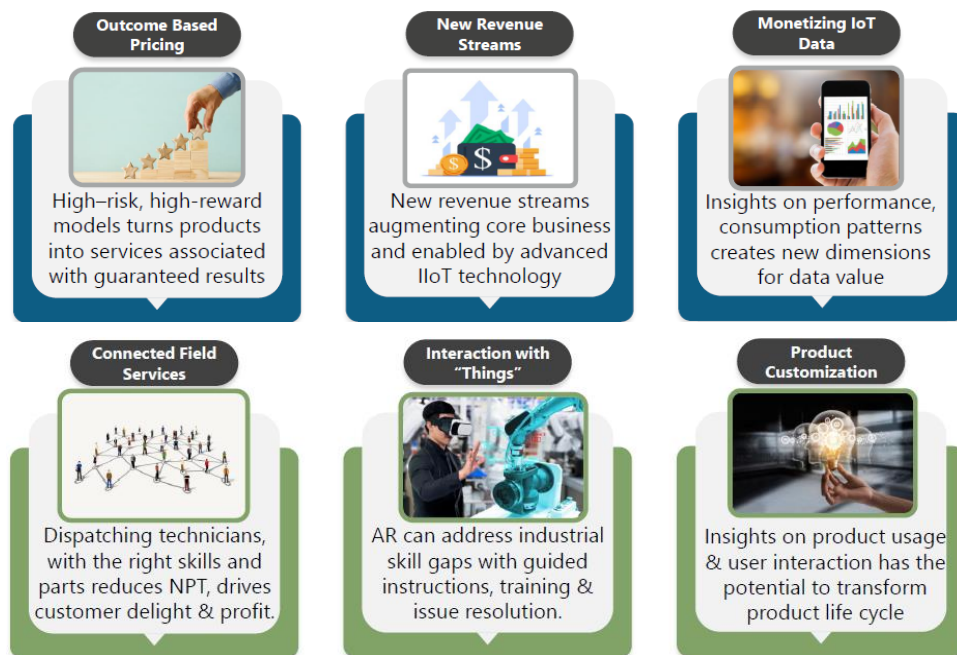 Outcome Based
Pricing
High–risk, high-reward
models turns products
into services associated
with guaranteed results
New Revenue
Streams
$
$
New revenue streams
augmenting core business
and enabled by advanced
IIoT technology
Monetizing IoT
Data
Insights on performance,
consumption patterns
creates new dimensions
for data value
Connected Field
Services
Dispatching technicians,
with the right skills and
parts reduces NPT, drives
customer delight & profit.
Interaction with
“Things”
AR can address industrial
skill gaps with guided
instructions, training &
issue resolution.
Product
Customization
Insights on product usage
& user interaction has the
potential to transform
product life cycle